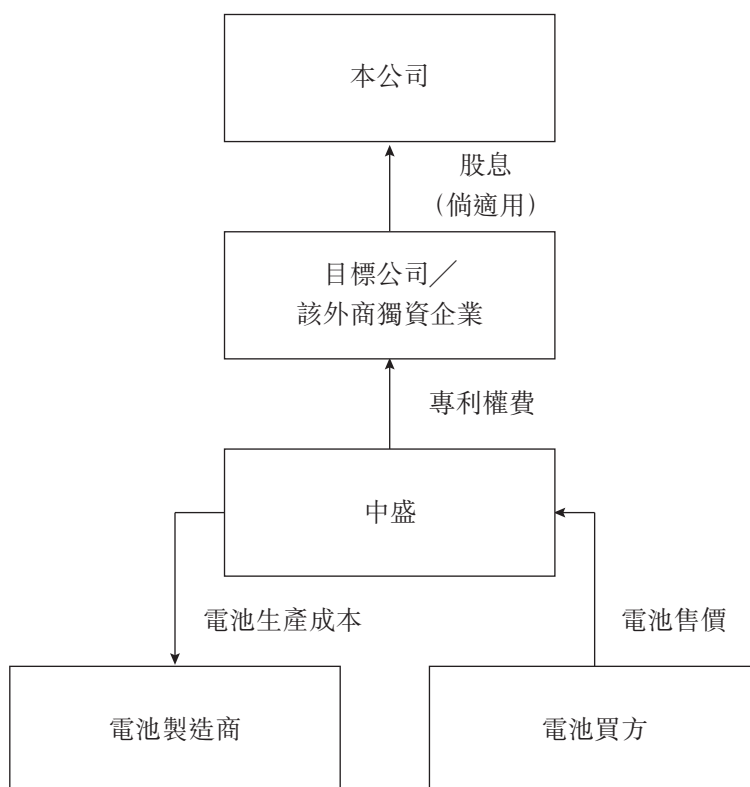 本公司
股息
（倘適用）
目標公司／
該外商獨資企業
專利權費
中盛
電池生產成本
電池售價
電池製造商
電池買方